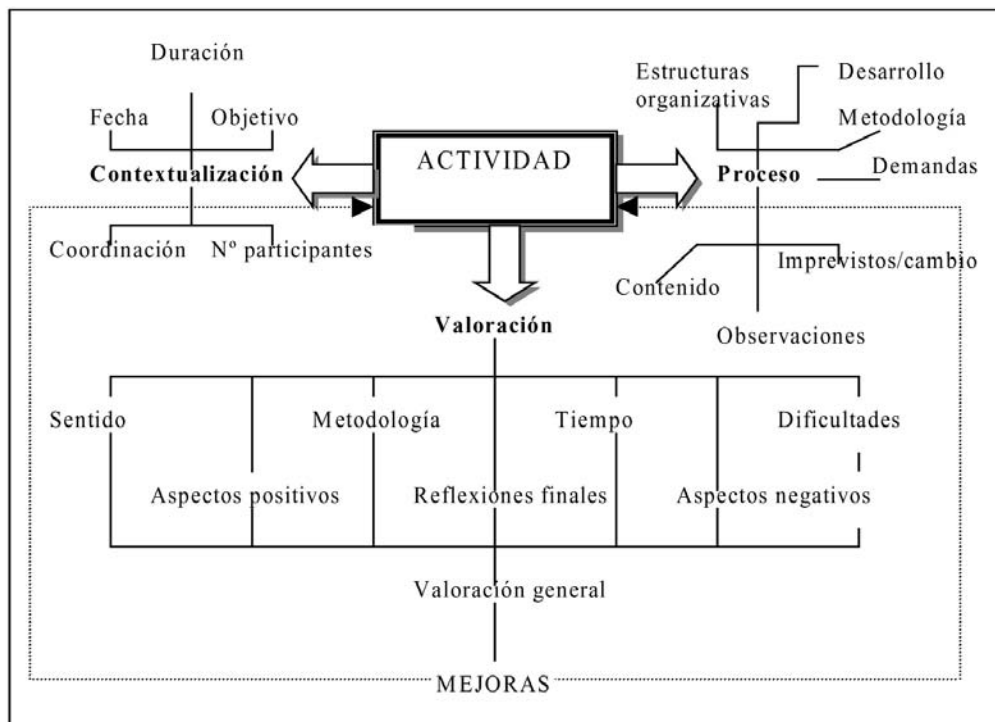 Duración
Fecha
Objetivo
Contextualización
Coordinación
Nº participantes
ACTIVIDAD
Estructuras
organizativas
Desarrollo
Metodología
Proceso
Demandas
Contenido
Imprevistos/cambio
Observaciones
Valoración
Sentido
Metodología
Tiempo
Dificultades
Aspectos positivos
Reflexiones finales
Aspectos negativos
Valoración general
MEJORAS